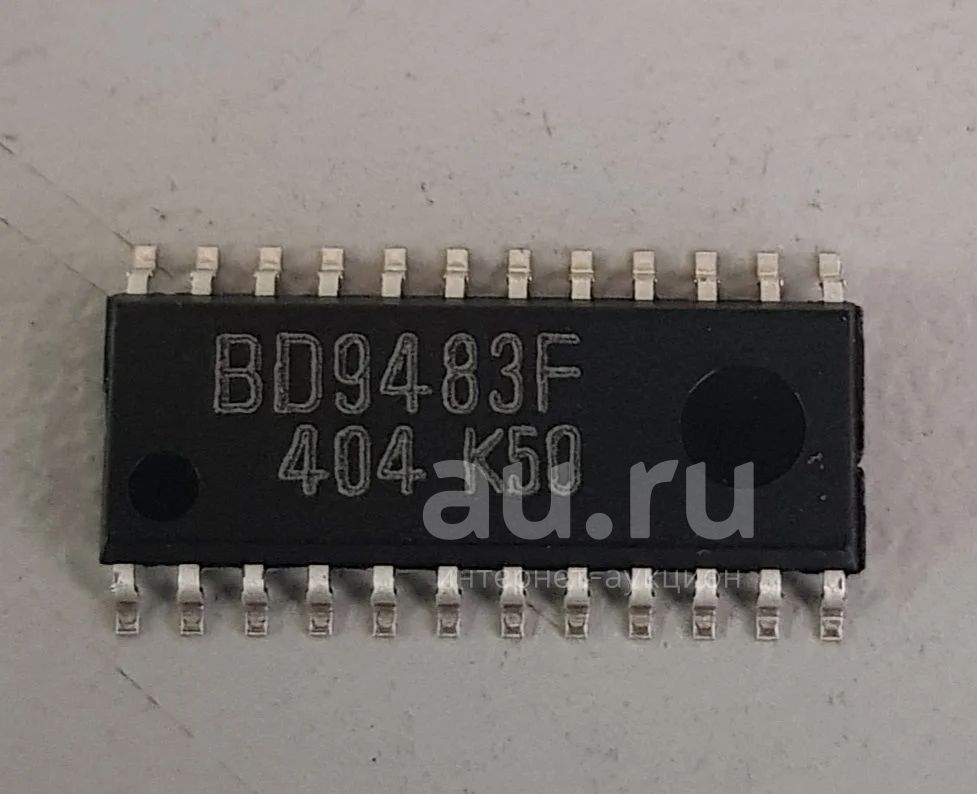 BD9483F
404 K50
au.ru
интернет-аукцион